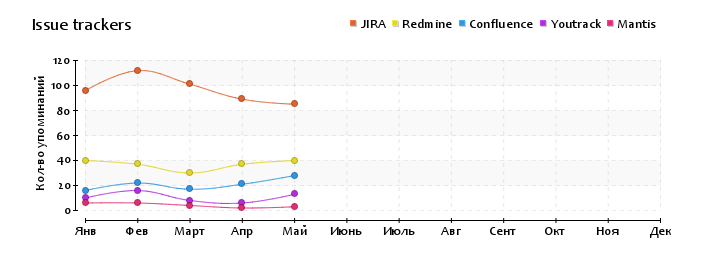 Issue trackers
JIRA Redmine Confluence Youtrack Mantis
Кол-во упоминаний
120
100
80
60
40
20
0
Янв Фев Март Апр Май Июнь Июль Авг Сент Окт Ноя Дек